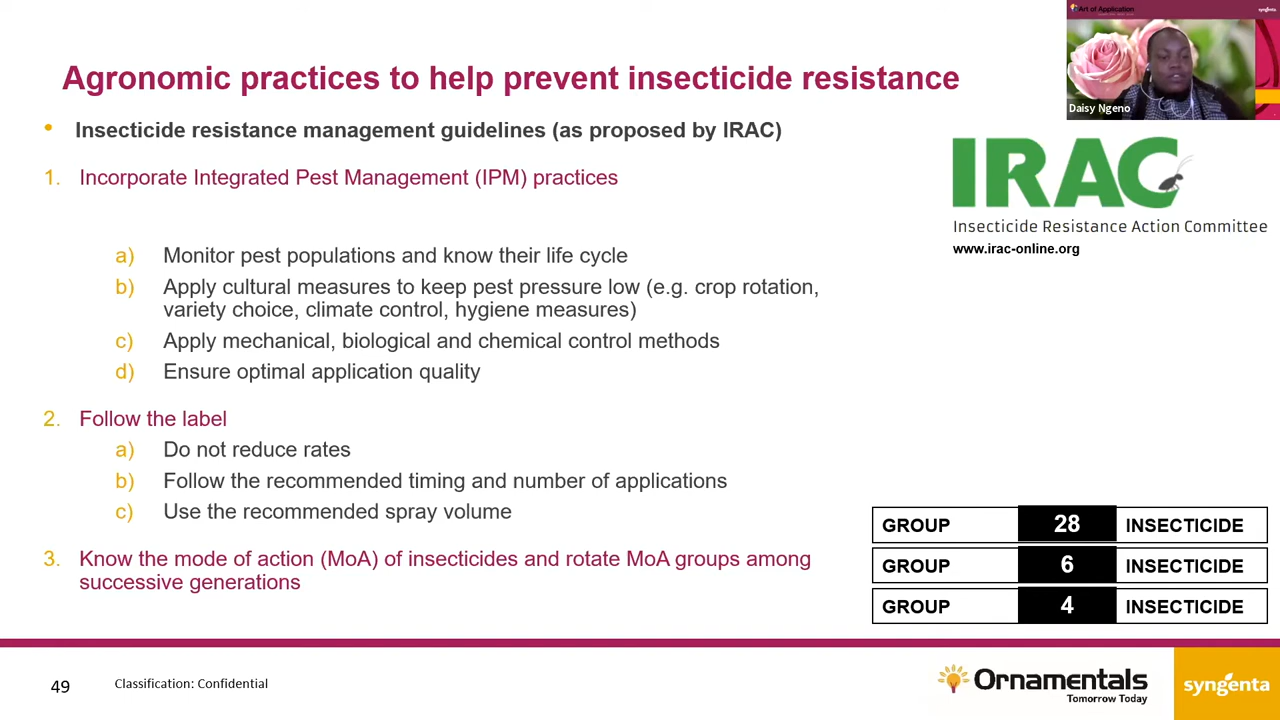 Art of Application
syngenta
Daisy Ngeno
Agronomic practices to help prevent insecticide resistance
• Insecticide resistance management guidelines (as proposed by IRAC)
1. Incorporate Integrated Pest Management (IPM) practices
a) Monitor pest populations and know their life cycle
b) Apply cultural measures to keep pest pressure low (e.g. crop rotation,
variety choice, climate control, hygiene measures)
c) Apply mechanical, biological and chemical control methods
d) Ensure optimal application quality
2. Follow the label
a) Do not reduce rates
b) Follow the recommended timing and number of applications
c) Use the recommended spray volume
3. Know the mode of action (MoA) of insecticides and rotate MoA groups among
successive generations
IRAC
Insecticide Resistance Action Committee
www.irac-online.org
GROUP 28 INSECTICIDE
GROUP 6 INSECTICIDE
GROUP 4 INSECTICIDE
49
Classification: Confidential
Ornamentals
Tomorrow Today
syngenta